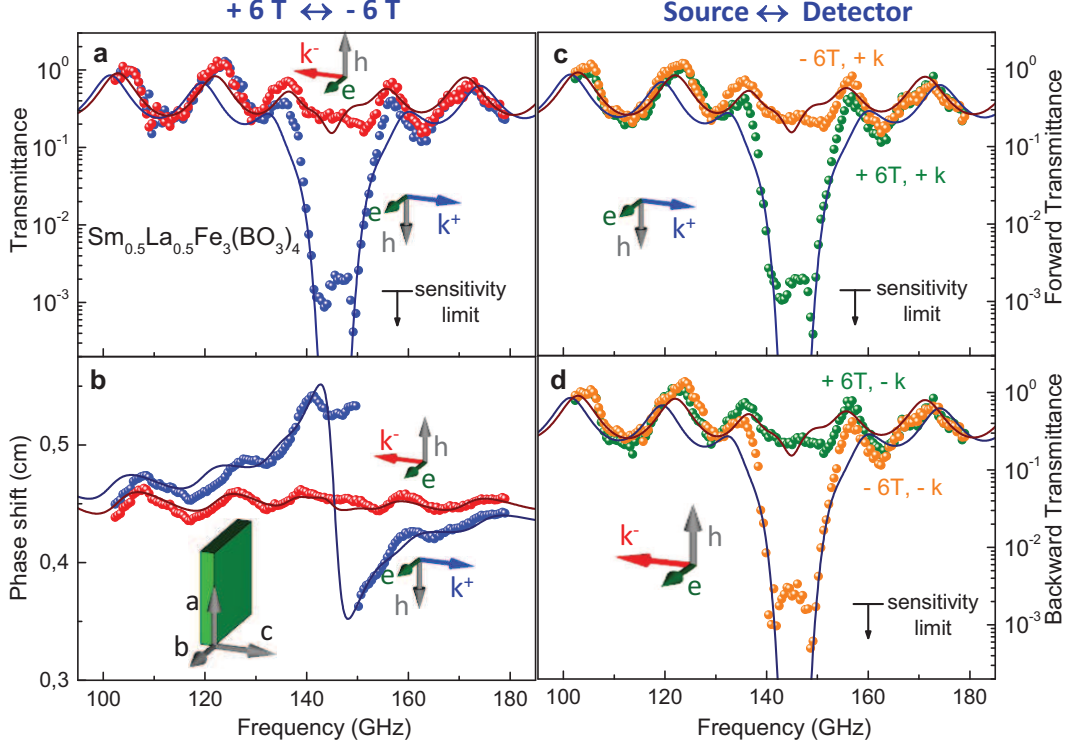 + 6 T ↔ - 6 T
Source ↔ Detector
a
k⁻
h
e
10⁰
10⁻¹
10⁻²
10⁻³
Transmittance
e
h
k⁺
Sm₀.₅La₀.₅Fe₃(BO₃)₄
sensitivity
limit
b
0,5
0,4
0,3
Phase shift (cm)
k⁻
h
e
e
h
k⁺
a
b
c
100 120 140 160 180
Frequency (GHz)
c
- 6T, + k
+ 6T, + k
e
h
k⁺
sensitivity
limit
10⁰
10⁻¹
10⁻²
10⁻³
Forward Transmittance
d
+ 6T, - k
- 6T, - k
k⁻
h
e
sensitivity
limit
10⁰
10⁻¹
10⁻²
10⁻³
Backward Transmittance
100 120 140 160 180
Frequency (GHz)